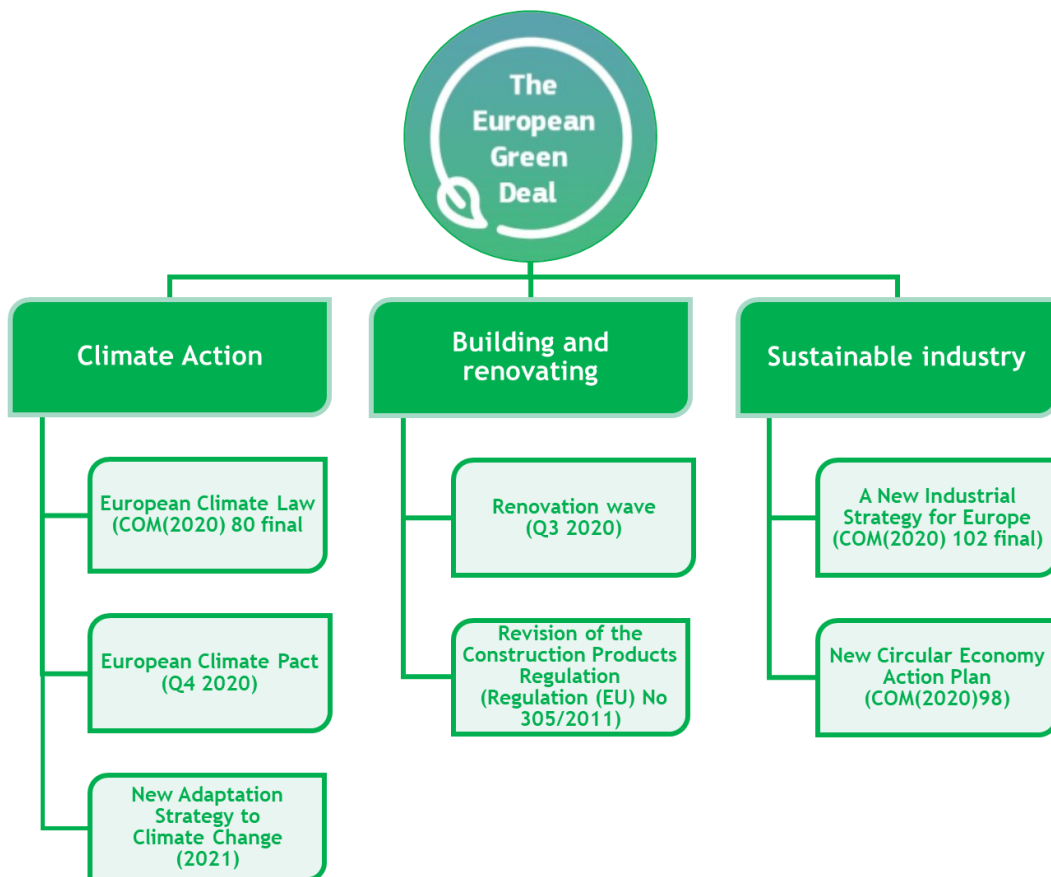 The
European
Green
Deal
Climate Action
Building and
renovating
Sustainable industry
European Climate Law
(COM(2020) 80 final
European Climate Pact
(Q4 2020)
New Adaptation
Strategy to
Climate Change
(2021)
Renovation wave
(Q3 2020)
Revision of the
Construction Products
Regulation
(Regulation (EU) No
305/2011)
A New Industrial
Strategy for Europe
(COM(2020) 102 final)
New Circular Economy
Action Plan
(COM(2020)98)